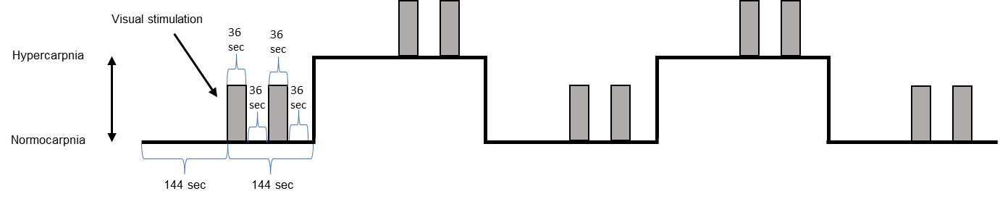 Visual stimulation
36
sec
36
sec
Hypercarpnia
36
sec
36
sec
Normocarpnia
144 sec
144 sec